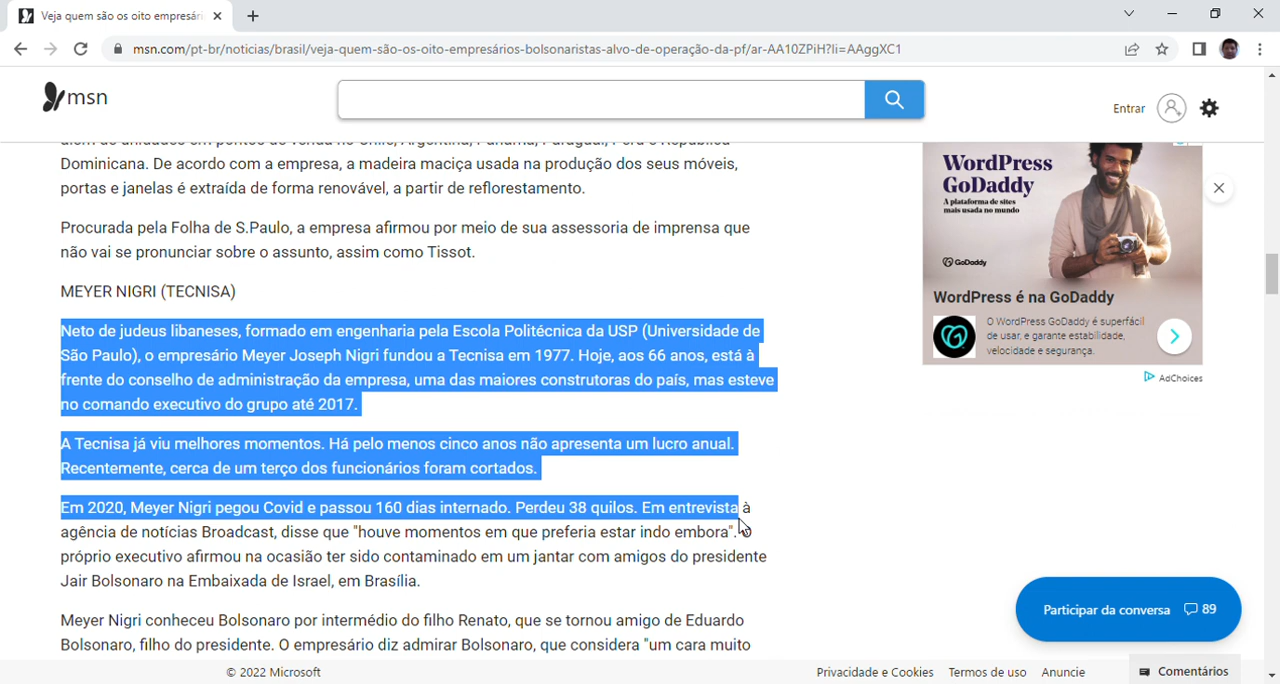 Veja quem são os oito empresári
msn.com/pt-br/noticias/brasil/veja-quem-são-os-oito-empresários-bolsonaristas-alvo-de-operação-da-pf/ar-AA10ZPiH?li=AAggXC1
msn
Entrar
além de unidades em pontos de venda no Chile, Argentina, Panamá, Paraguai, Peru e República
Dominicana. De acordo com a empresa, a madeira maciça usada na produção dos seus móveis,
portas e janelas é extraída de forma renovável, a partir de reflorestamento.
Procurada pela Folha de S.Paulo, a empresa afirmou por meio de sua assessoria de imprensa que
não vai se pronunciar sobre o assunto, assim como Tissot.
MEYER NIGRI (TECNISA)
Neto de judeus libaneses, formado em engenharia pela Escola Politécnica da USP (Universidade de
São Paulo), o empresário Meyer Joseph Nigri fundou a Tecnisa em 1977. Hoje, aos 66 anos, está à
frente do conselho de administração da empresa, uma das maiores construtoras do país, mas esteve
no comando executivo do grupo até 2017.
A Tecnisa já viu melhores momentos. Há pelo menos cinco anos não apresenta um lucro anual.
Recentemente, cerca de um terço dos funcionários foram cortados.
Em 2020, Meyer Nigri pegou Covid e passou 160 dias internado. Perdeu 38 quilos. Em entrevista à
agência de notícias Broadcast, disse que "houve momentos em que preferia estar indo embora". O
próprio executivo afirmou na ocasião ter sido contaminado em um jantar com amigos do presidente
Jair Bolsonaro na Embaixada de Israel, em Brasília.
Meyer Nigri conheceu Bolsonaro por intermédio do filho Renato, que se tornou amigo de Eduardo
Bolsonaro, filho do presidente. O empresário diz admirar Bolsonaro, que considera "um cara muito
WordPress
GoDaddy
A plataforma de sites
mais usada no mundo
GoDaddy
WordPress é na GoDaddy
O WordPress GoDaddy é superfácil
de usar, e garante estabilidade,
velocidade e segurança.
AdChoices
Participar da conversa 89
© 2022 Microsoft
Privacidade e Cookies Termos de uso Anuncie Comentários